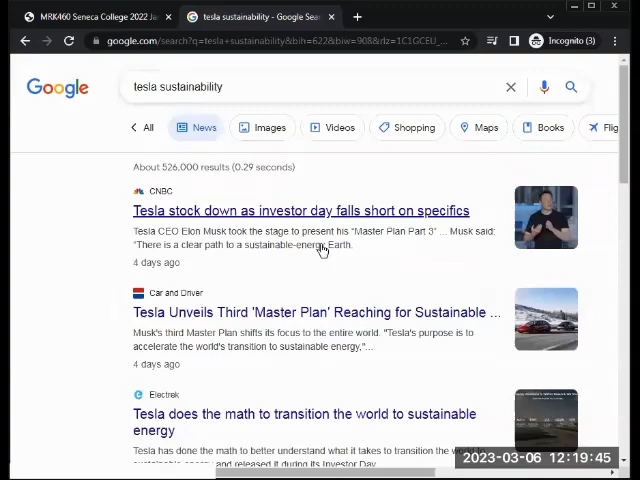 MRK460 Seneca College 2022 Ja
tesla sustainability - Google Sea
google.com/search?q=tesla+sustainability&bih=622&biw=908&rlz=1C1GCEU_...
Incognito (3)
Google
tesla sustainability
All
News
Images
Videos
Shopping
Maps
Books
Flig
About 526,000 results (0.29 seconds)
CNBC
Tesla stock down as investor day falls short on specifics
Tesla CEO Elon Musk took the stage to present his "Master Plan Part 3" ... Musk said:
"There is a clear path to a sustainable-energy Earth.
4 days ago
Car and Driver
Tesla Unveils Third 'Master Plan' Reaching for Sustainable ...
Musk's third Master Plan shifts its focus to the entire world. "Tesla's purpose is to
accelerate the world's transition to sustainable energy,"...
4 days ago
Electrek
Tesla does the math to transition the world to sustainable
energy
Tesla has done the math to better understand what it takes to transition the world to
sustainable energy and released it during its Investor Day.
2023-03-06 12:19:45